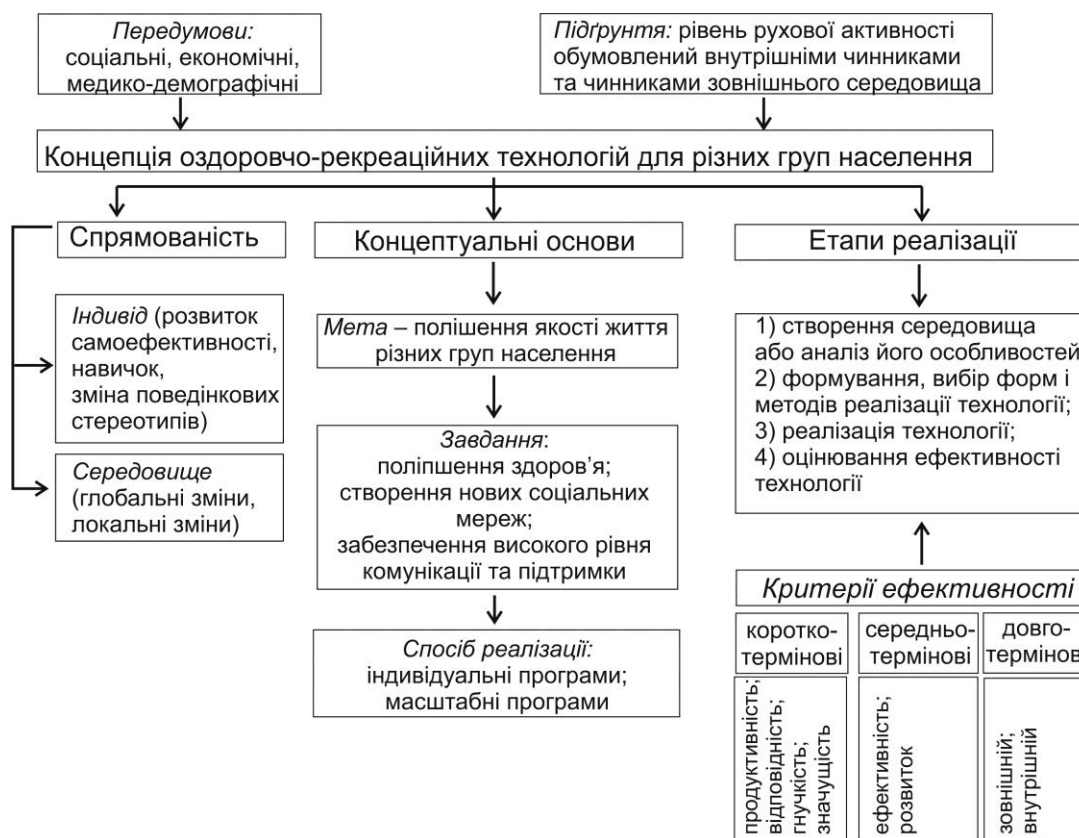 Передумови:
соціальні, економічні,
медико-демографічні
Підґрунтя: рівень рухової активності
обумовлений внутрішніми чинниками
та чинниками зовнішнього середовища
Концепція оздоровчо-рекреаційних технологій для різних груп населення
Спрямованість
Індивід (розвиток
самоефективності,
навичок,
зміна поведінкових
стереотипів)
Середовище
(глобальні зміни,
локальні зміни)
Концептуальні основи
Мета – поліпшення якості життя
різних груп населення
Завдання:
поліпшення здоров’я;
створення нових соціальних
мереж;
забезпечення високого рівня
комунікації та підтримки
Спосіб реалізації:
індивідуальні програми;
масштабні програми
Етапи реалізації
1) створення середовища
або аналіз його особливостей
2) формування, вибір форм і
методів реалізації технології;
3) реалізація технології;
4) оцінювання ефективності
технології
Критерії ефективності
коротко-
термінові
середньо-
термінові
довго-
термінов
продуктивність;
відповідність;
гнучкість;
значущість
ефективність;
розвиток
зовнішній;
внутрішній